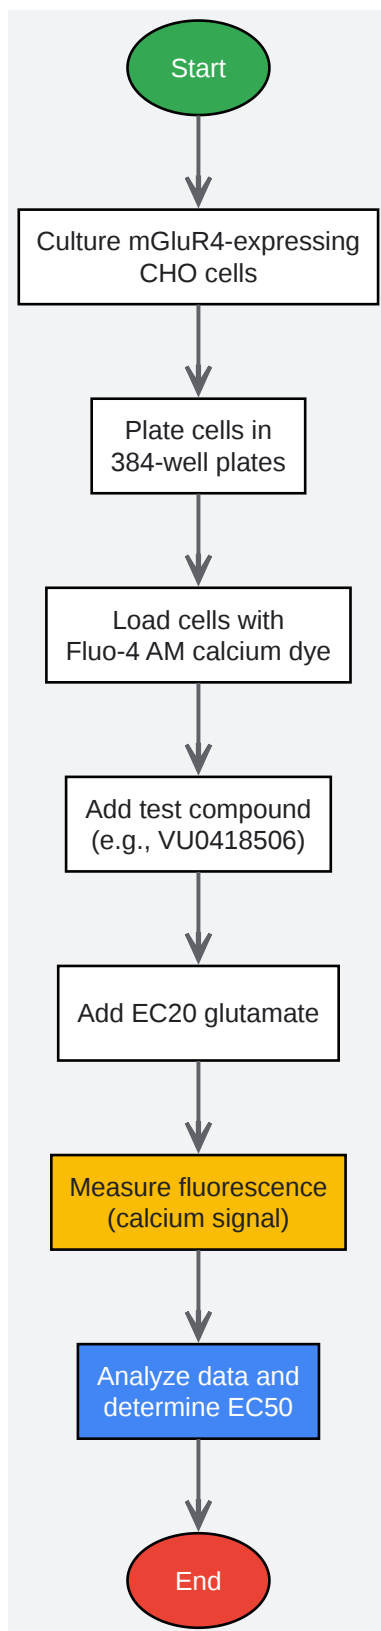 Start
Culture mGluR4-expressing
CHO cells
Plate cells in
384-well plates
Load cells with
Fluo-4 AM calcium dye
Add test compound
(e.g., VU0418506)
Add EC20 glutamate
Measure fluorescence
(calcium signal)
Analyze data and
determine EC50
End